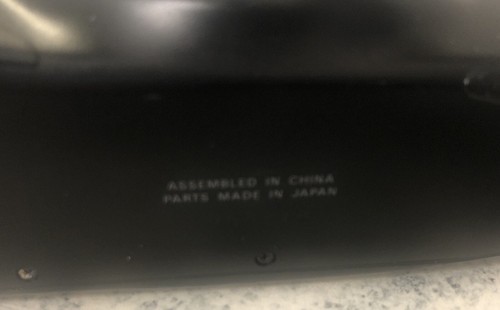 ASSEMBLED IN CHINA
PARTS MADE IN JAPAN